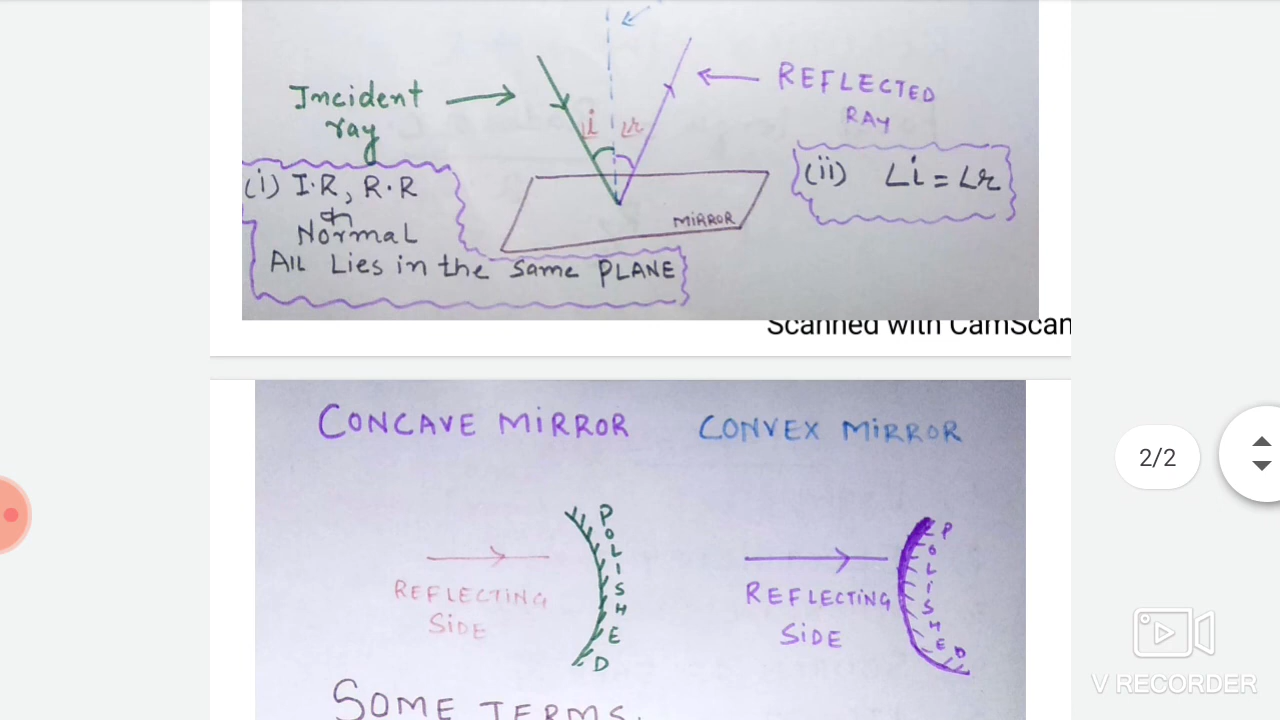 Incident
ray
REFLECTED
RAY
i
r
(i) I.R, R.R
Normal
All Lies in the same PLANE
MiRROR
(ii) ∠i = ∠r
Scanned with CamScan
CONCAVE MiRROR
CONVEX MiRROR
POLISHED
REFLECTiNG
SiDE
POLiSHED
REFLECTiNG
SiDE
2/2
SOME TERMS.
V RECORDER